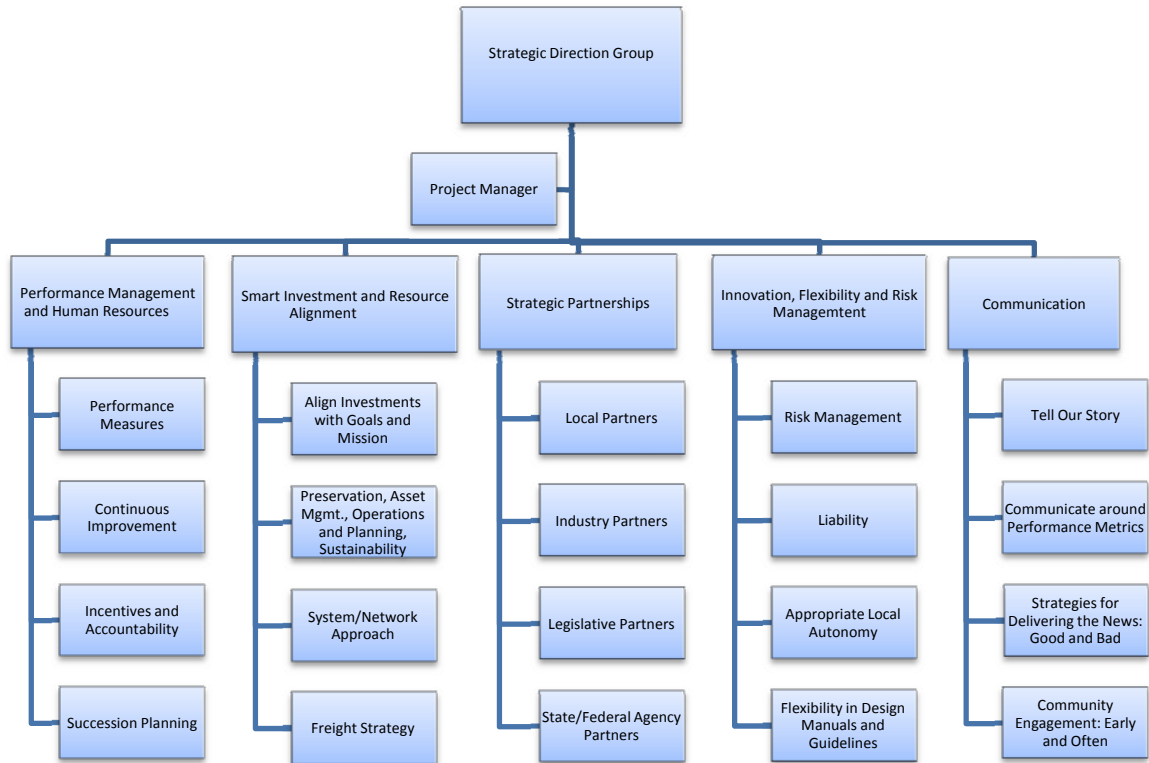 Strategic Direction Group
Project Manager
Performance Management
and Human Resources
Smart Investment and Resource
Alignment
Strategic Partnerships
Innovation, Flexibility and Risk
Managemtent
Communication
Performance
Measures
Align Investments
with Goals and
Mission
Local Partners
Risk Management
Tell Our Story
Continuous
Improvement
Preservation, Asset
Mgmt., Operations
and Planning,
Sustainability
Industry Partners
Liability
Communicate around
Performance Metrics
Incentives and
Accountability
System/Network
Approach
Legislative Partners
Appropriate Local
Autonomy
Strategies for
Delivering the News:
Good and Bad
Succession Planning
Freight Strategy
State/Federal Agency
Partners
Flexibility in Design
Manuals and
Guidelines
Community
Engagement: Early
and Often